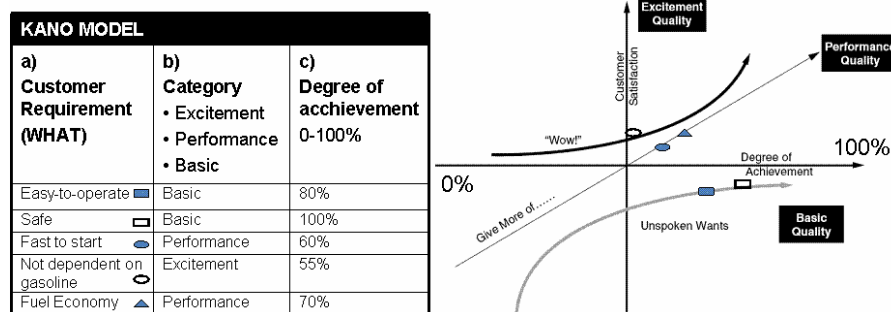 KANO MODEL
a)
Customer
Requirement
(WHAT)
b)
Category
• Excitement
• Performance
• Basic
c)
Degree of
acchievement
0-100%
Easy-to-operate
Basic
80%
Safe
Basic
100%
Fast to start
Performance
60%
Not dependent on
gasoline
Excitement
55%
Fuel Economy
Performance
70%
Excitement
Quality
Performance
Quality
Customer
Satisfaction
"Wow!"
100%
0%
Degree of
Achievement
Give More of......
Unspoken Wants
Basic
Quality